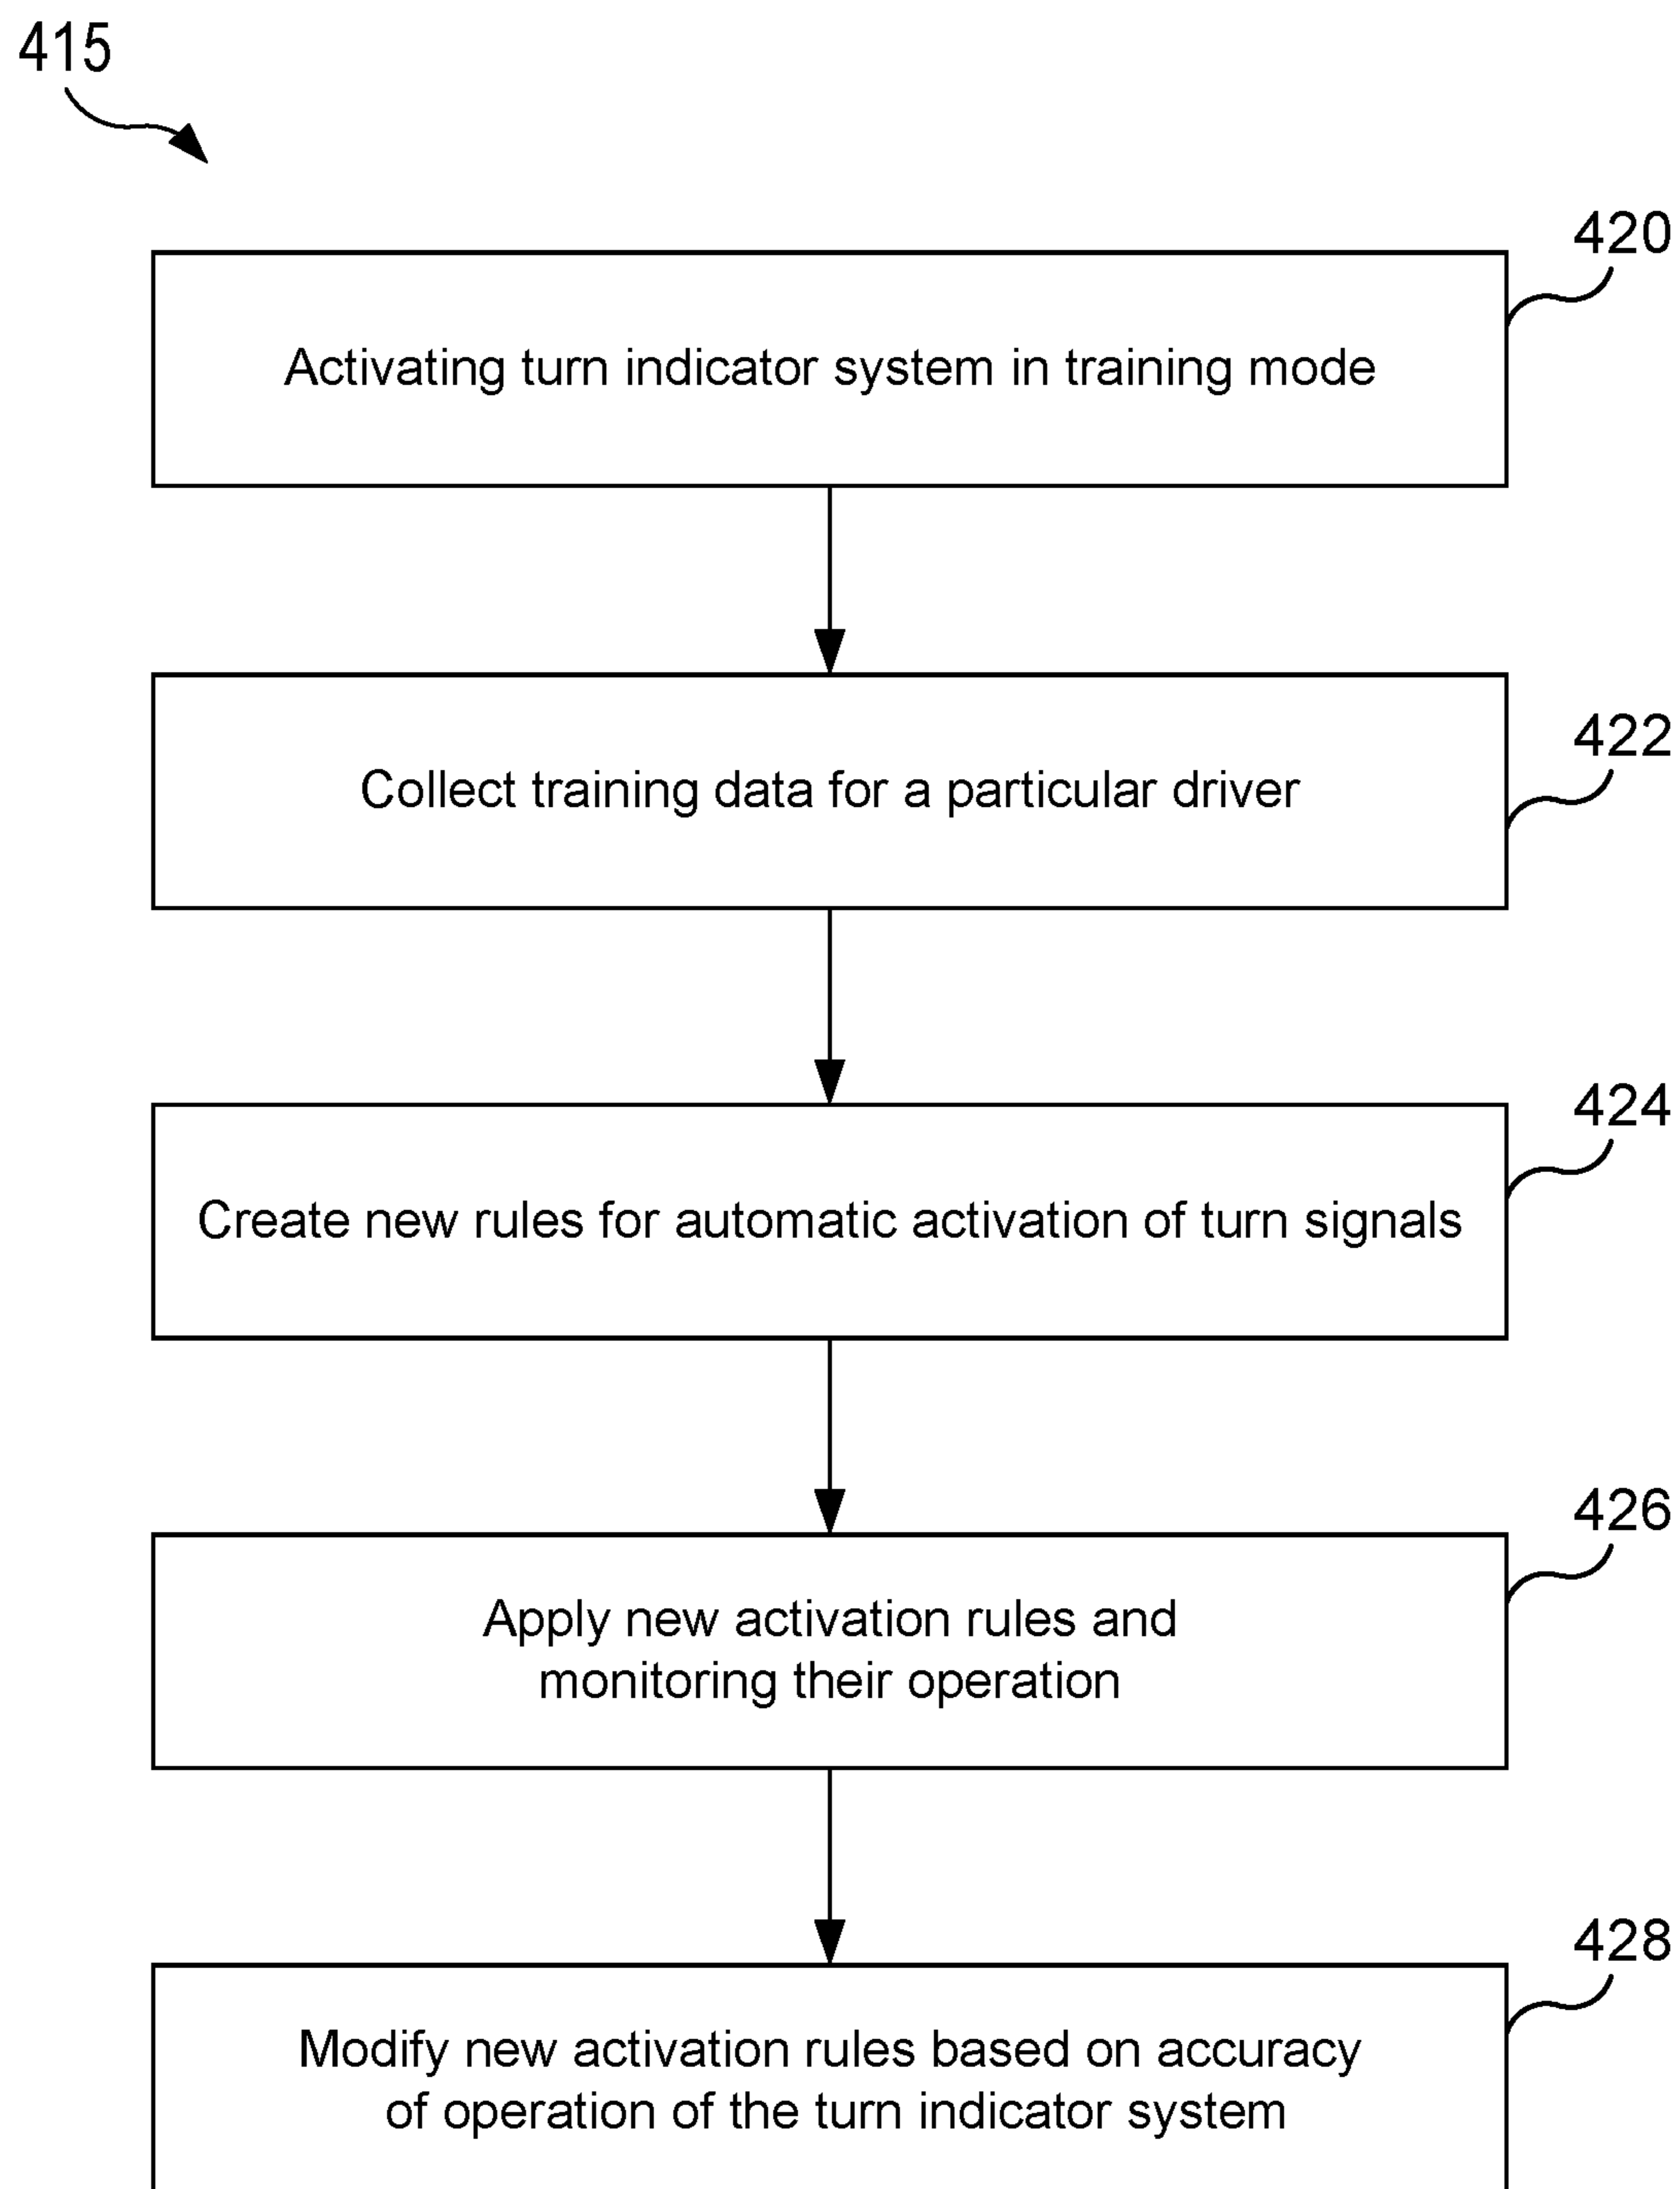 415
420
Activating turn indicator system in training mode
422
Collect training data for a particular driver
424
Create new rules for automatic activation of turn signals
426
Apply new activation rules and
monitoring their operation
428
Modify new activation rules based on accuracy
of operation of the turn indicator system